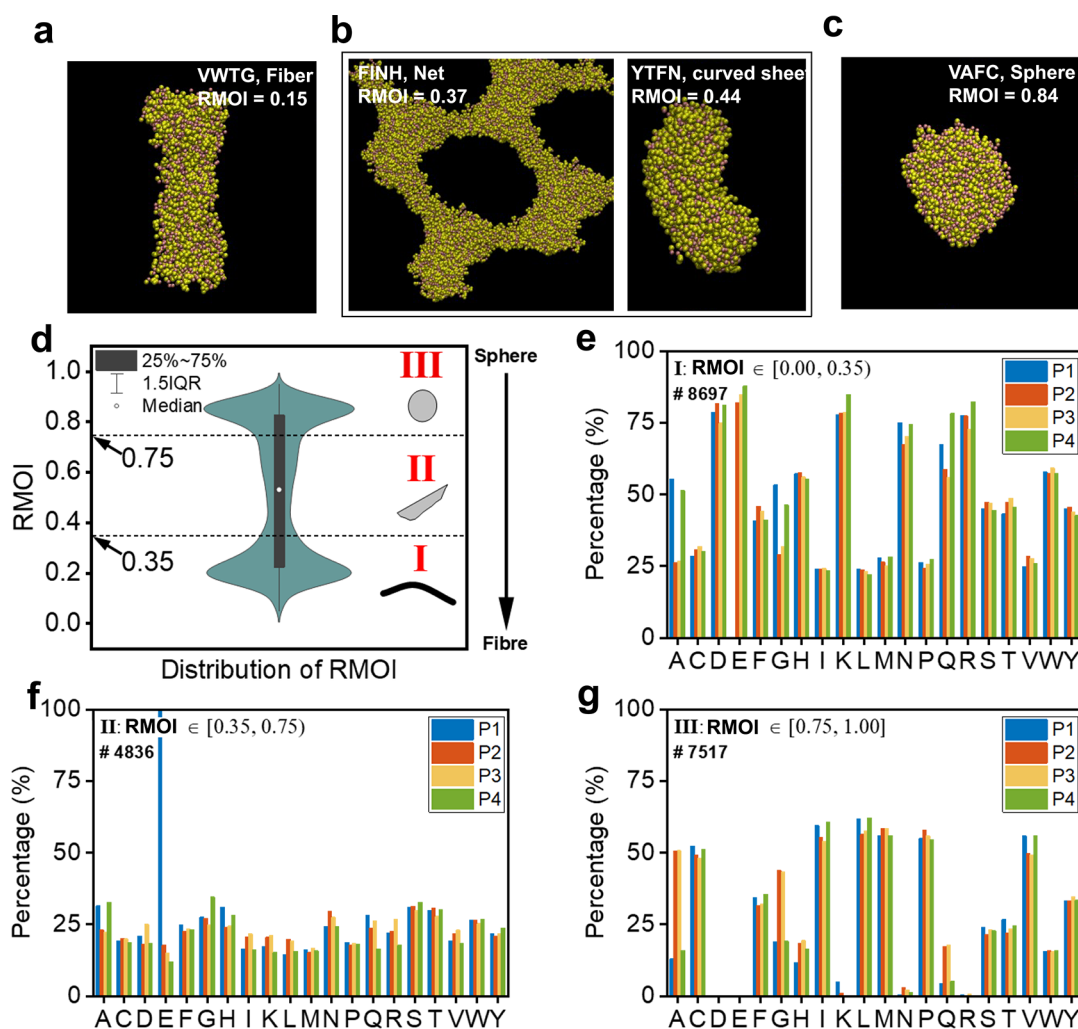 a
VWTG, Fiber
RMOI = 0.15
b
FINH, Net
RMOI = 0.37
YTFN, curved sheet
RMOI = 0.44
c
VAFC, Sphere
RMOI = 0.84
d
25%~75%
1.5IQR
Median
RMOI
1.0
0.8
0.6
0.4
0.2
0.0
0.75
0.35
III
II
I
Sphere
Fibre
Distribution of RMOI
e
I: RMOI ∈ [0.00, 0.35)
# 8697
P1
P2
P3
P4
Percentage (%)
100
75
50
25
0
A C D E F G H I K L M N P Q R S T V W Y
f
II: RMOI ∈ [0.35, 0.75)
# 4836
P1
P2
P3
P4
Percentage (%)
100
75
50
25
0
A C D E F G H I K L M N P Q R S T V W Y
g
III: RMOI ∈ [0.75, 1.00]
# 7517
P1
P2
P3
P4
Percentage (%)
100
75
50
25
0
A C D E F G H I K L M N P Q R S T V W Y